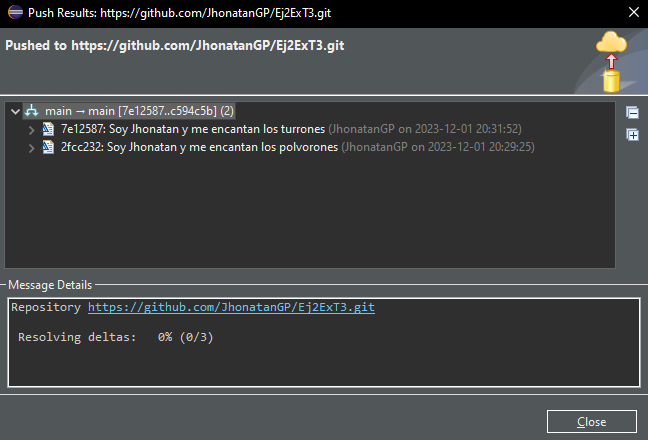 Push Results: https://github.com/JhonatanGP/Ej2ExT3.git
Pushed to https://github.com/JhonatanGP/Ej2ExT3.git
main → main [7e12587..c594c5b] (2)
7e12587: Soy Jhonatan y me encantan los turrones (JhonatanGP on 2023-12-01 20:31:52)
2fcc232: Soy Jhonatan y me encantan los polvorones (JhonatanGP on 2023-12-01 20:29:25)
Message Details
Repository https://github.com/JhonatanGP/Ej2ExT3.git
Resolving deltas: 0% (0/3)
Close